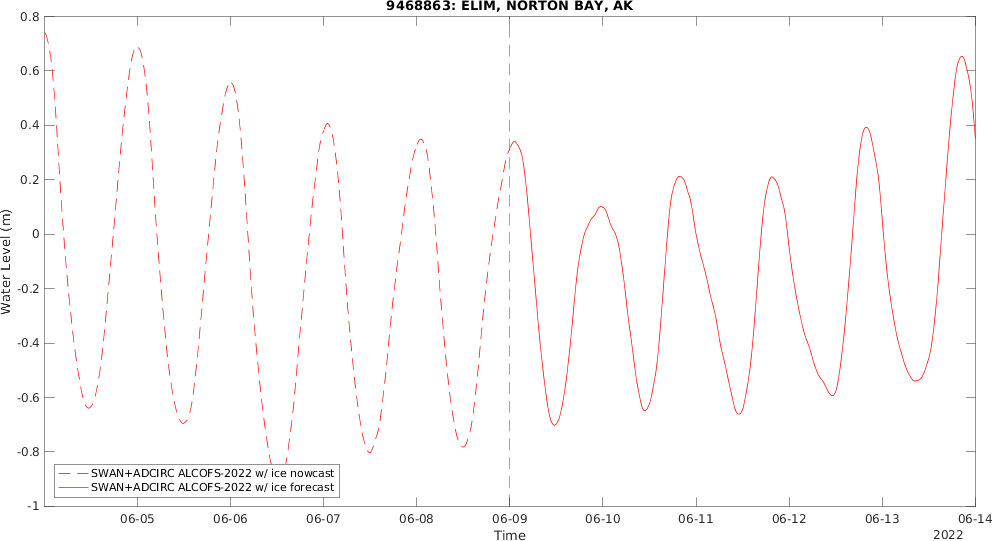 9468863: ELIM, NORTON BAY, AK
0.8
0.6
0.4
0.2
0
-0.2
-0.4
-0.6
-0.8
-1
Water Level (m)
SWAN+ADCIRC ALCOFS-2022 w/ ice nowcast
SWAN+ADCIRC ALCOFS-2022 w/ ice forecast
06-05 06-06 06-07 06-08 06-09 06-10 06-11 06-12 06-13 06-14
Time
2022